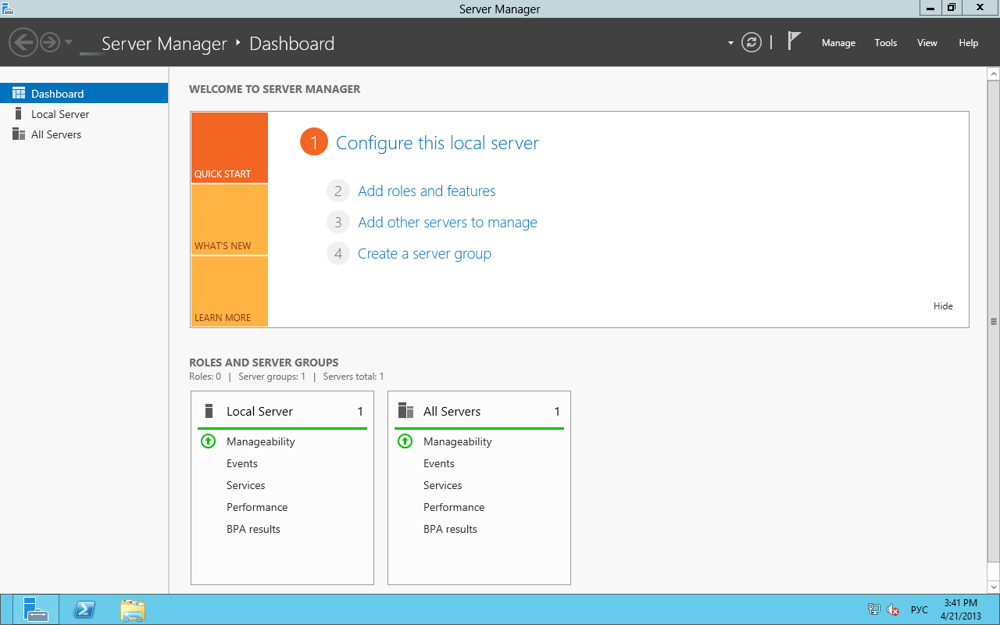 Server Manager
Server Manager ‣ Dashboard
Manage Tools View Help
Dashboard
Local Server
All Servers
WELCOME TO SERVER MANAGER
QUICK START
WHAT'S NEW
LEARN MORE
1 Configure this local server
2 Add roles and features
3 Add other servers to manage
4 Create a server group
Hide
ROLES AND SERVER GROUPS
Roles: 0 | Server groups: 1 | Servers total: 1
Local Server 1
Manageability
Events
Services
Performance
BPA results
All Servers 1
Manageability
Events
Services
Performance
BPA results
РУС
3:41 PM
4/21/2013